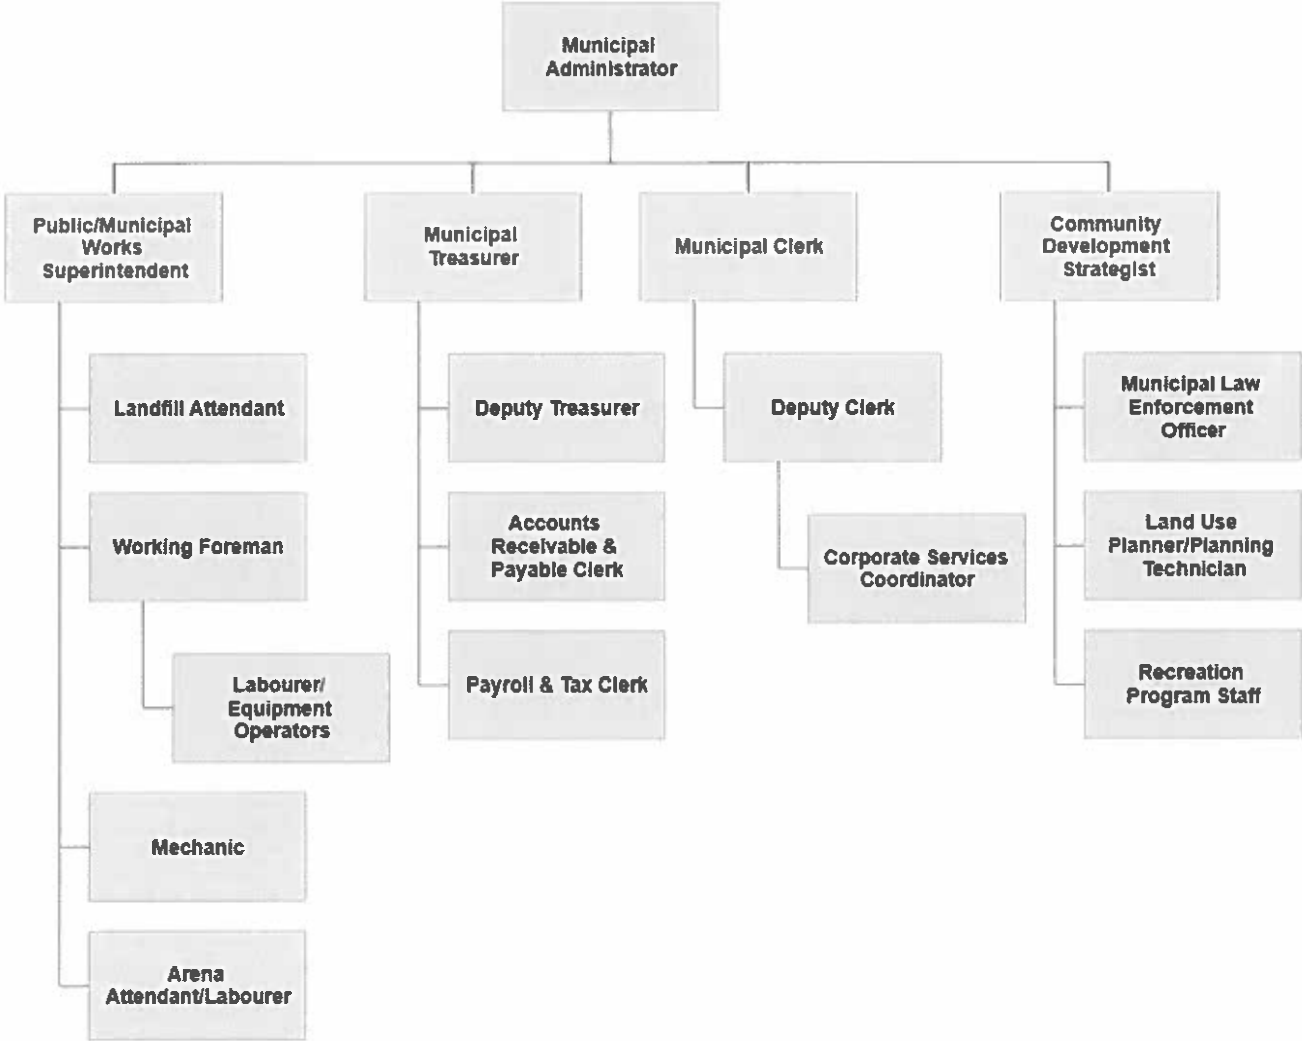 Municipal
Administrator
Public/Municipal
Works
Superintendent
Municipal
Treasurer
Municipal Clerk
Community
Development
Strategist
Landfill Attendant
Deputy Treasurer
Deputy Clerk
Municipal Law
Enforcement
Officer
Working Foreman
Accounts
Receivable &
Payable Clerk
Corporate Services
Coordinator
Land Use
Planner/Planning
Technician
Labourer/
Equipment
Operators
Payroll & Tax Clerk
Recreation
Program Staff
Mechanic
Arena
Attendant/Labourer